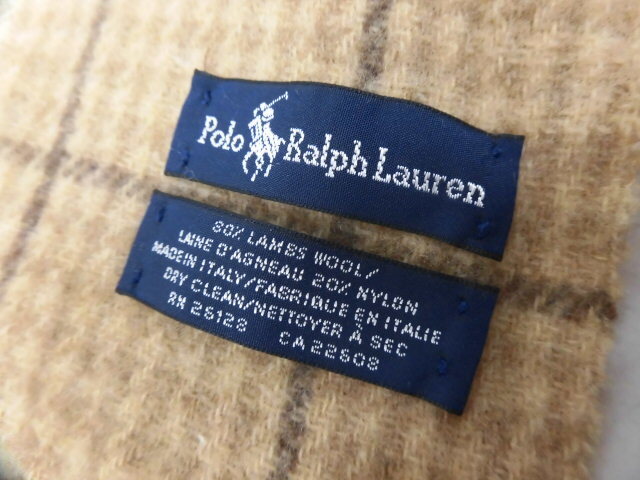 Polo Ralph Lauren
80% LAMBS WOOL/
LAINE D'AGNEAU 20% NYLON
MADE IN ITALY/FABRIQUE EN ITALIE
DRY CLEAN/NETTOYER À SEC
RN 26128 CA 22608